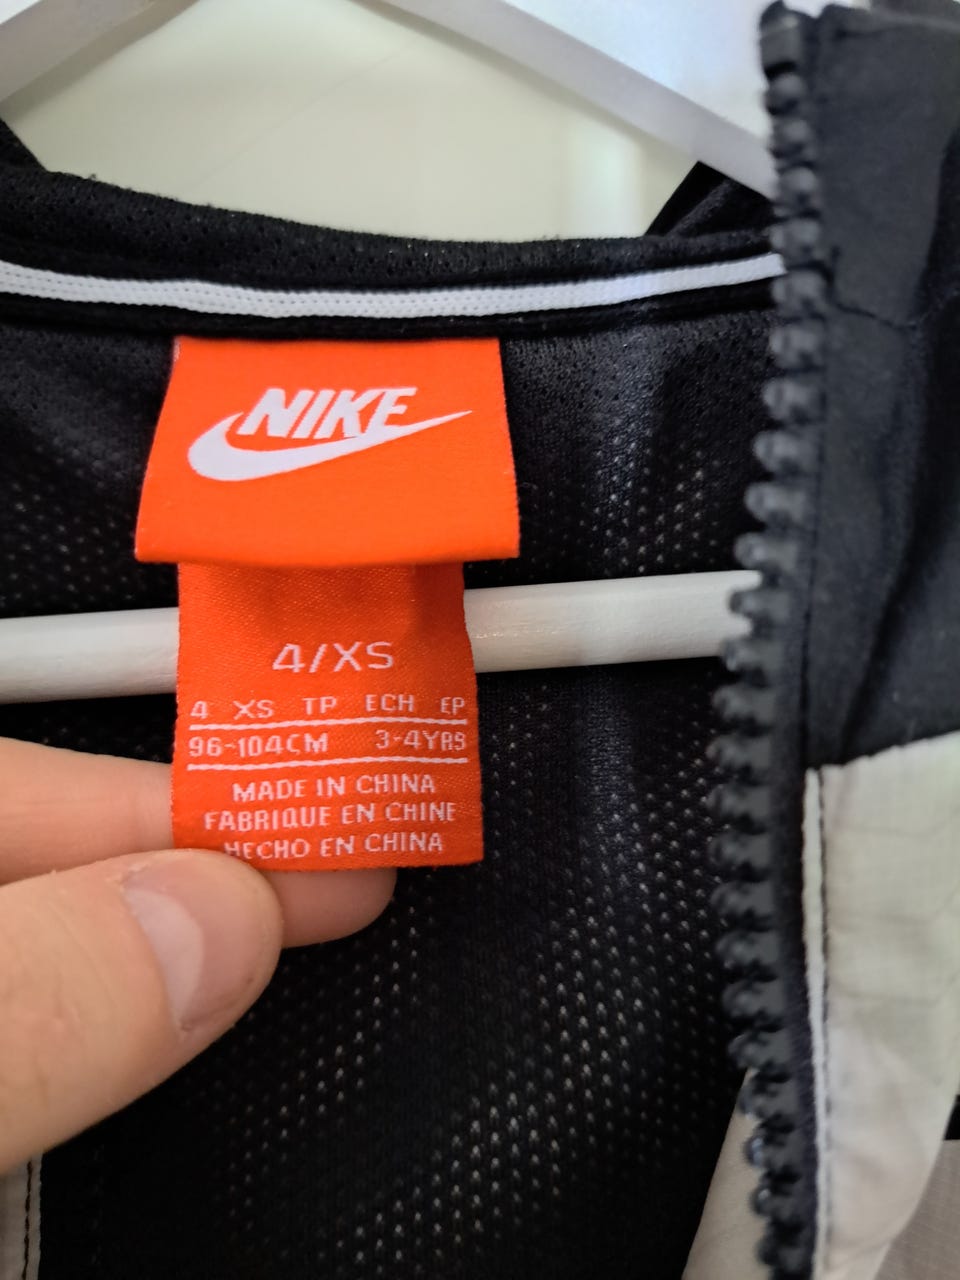 NIKE
4/XS
4 XS TP ECH EP
96-104CM 3-4YRS
MADE IN CHINA
FABRIQUE EN CHINE
HECHO EN CHINA